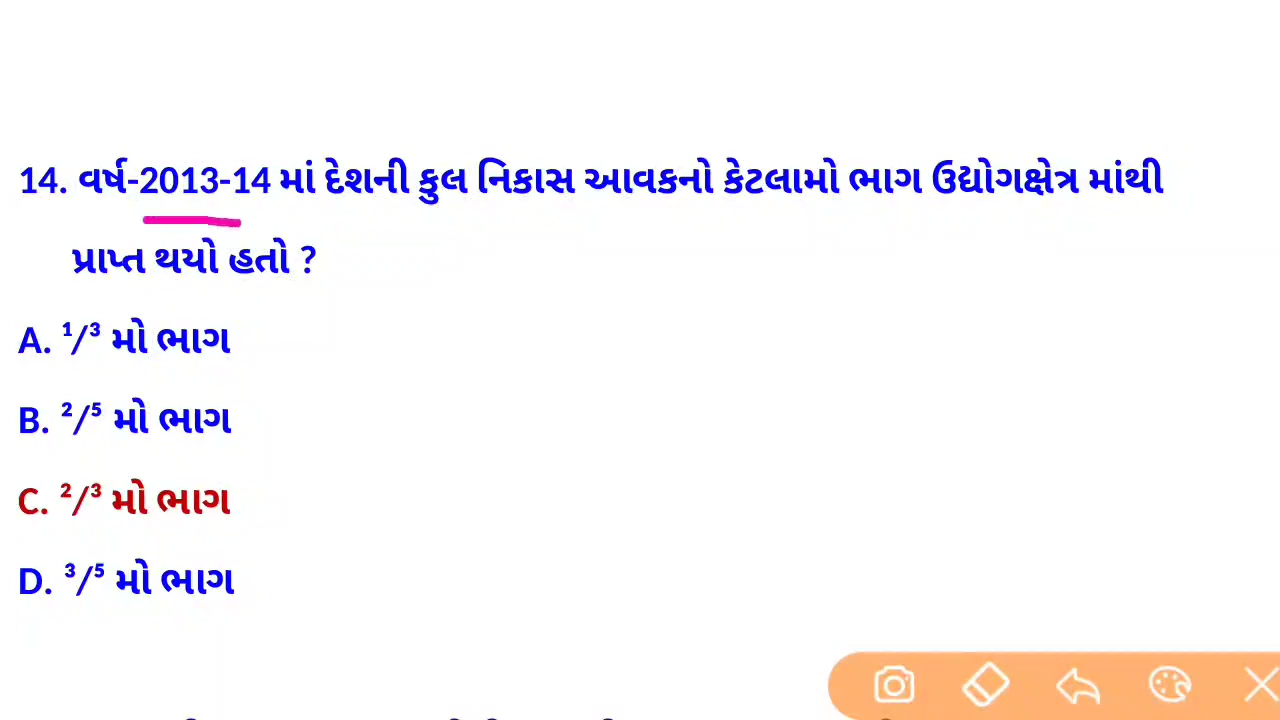 14. વર્ષ-2013-14 માં દેશની કુલ નિકાસ આવકનો કેટલામો ભાગ ઉદ્યોગક્ષેત્ર માંથી
પ્રાપ્ત થયો હતો ?
A. ¹/³ મો ભાગ
B. ²/⁵ મો ભાગ
C. ²/³ મો ભાગ
D. ³/⁵ મો ભાગ